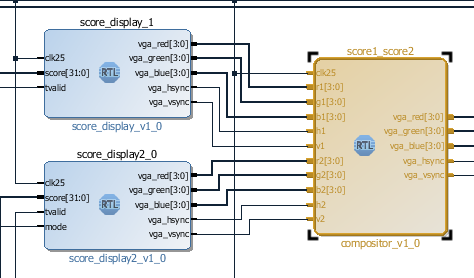 score_display_1
clk25
score[31:0]
tvalid
RTL
vga_red[3:0]
vga_green[3:0]
vga_blue[3:0]
vga_hsync
vga_vsync
score_display_v1_0
score_display2_0
clk25
score[31:0]
tvalid
mode
RTL
vga_red[3:0]
vga_green[3:0]
vga_blue[3:0]
vga_hsync
vga_vsync
score_display2_v1_0
score1_score2
clk25
r1[3:0]
g1[3:0]
b1[3:0]
h1
v1
r2[3:0]
g2[3:0]
b2[3:0]
h2
v2
RTL
vga_red[3:0]
vga_green[3:0]
vga_blue[3:0]
vga_hsync
vga_vsync
compositor_v1_0